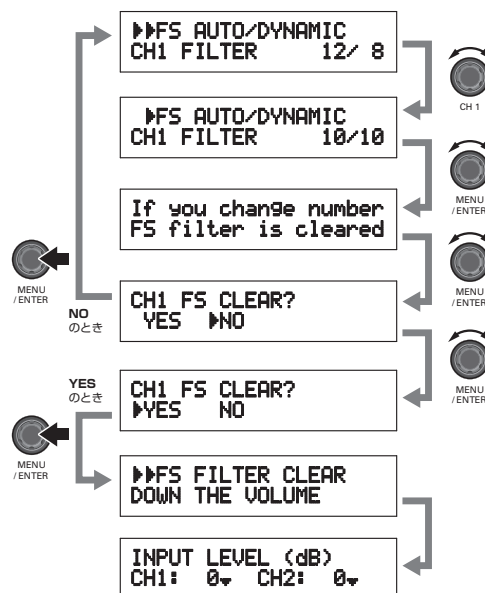 ▶▶FS AUTO/DYNAMIC
CH1 FILTER 12/ 8
CH 1
▶FS AUTO/DYNAMIC
CH1 FILTER 10/10
MENU
/ ENTER
If you change number
FS filter is cleared
MENU
/ ENTER
MENU
/ ENTER
NO
のとき
CH1 FS CLEAR?
YES ▶NO
MENU
/ ENTER
YES
のとき
CH1 FS CLEAR?
▶YES NO
MENU
/ ENTER
▶▶FS FILTER CLEAR
DOWN THE VOLUME
INPUT LEVEL (dB)
CH1: 0▾ CH2: 0▾